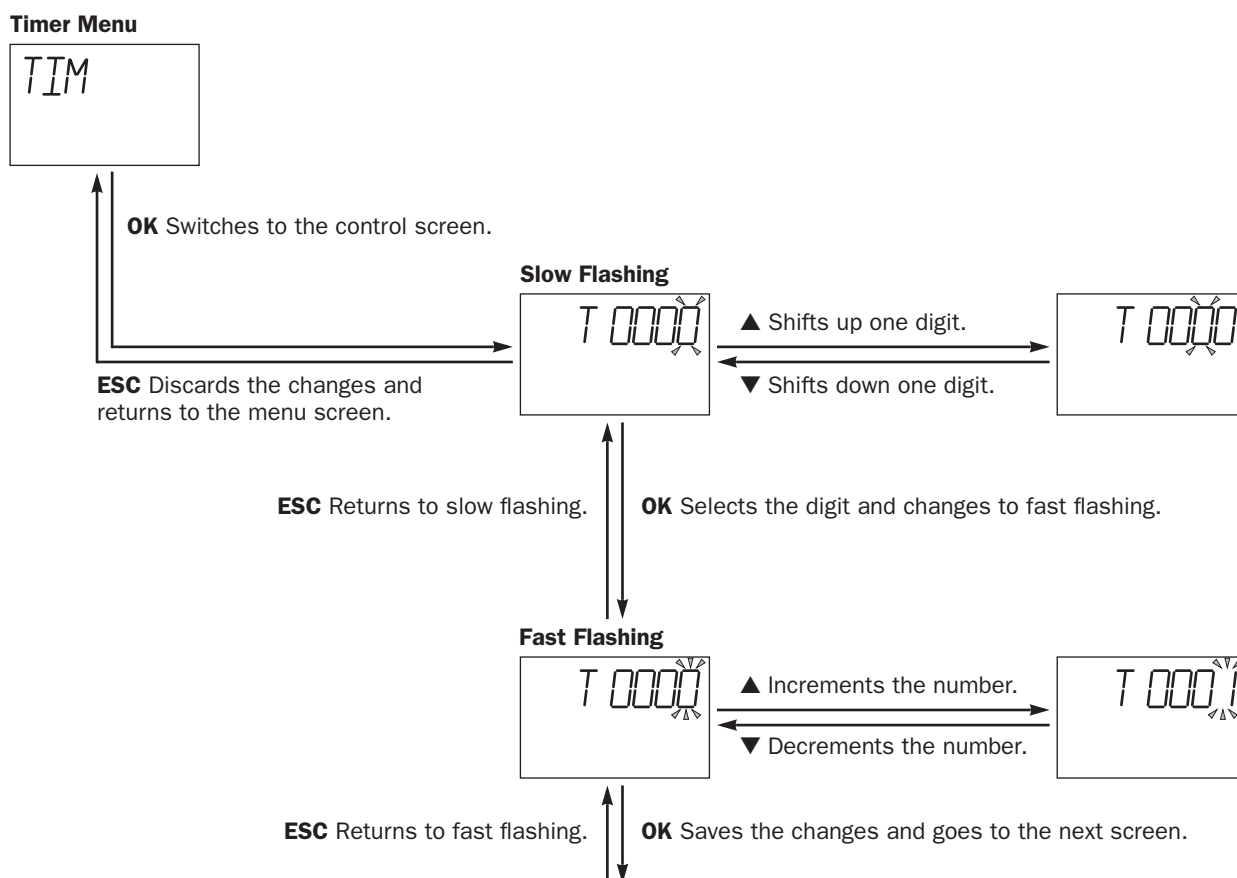 Timer Menu
TIM
OK Switches to the control screen.
Slow Flashing
T 0000
▲ Shifts up one digit.
▼ Shifts down one digit.
T 0000
ESC Discards the changes and
returns to the menu screen.
ESC Returns to slow flashing.
OK Selects the digit and changes to fast flashing.
Fast Flashing
T 0000
▲ Increments the number.
▼ Decrements the number.
T 0001
ESC Returns to fast flashing.
OK Saves the changes and goes to the next screen.